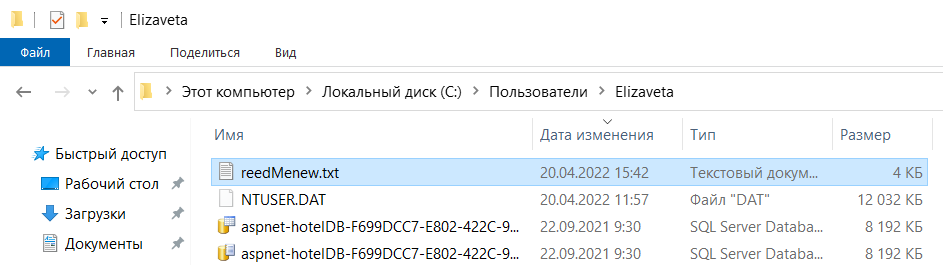 Elizaveta
Файл Главная Поделиться Вид
Этот компьютер Локальный диск (C:) Пользователи Elizaveta
Имя Дата изменения Тип Размер
Быстрый доступ
Рабочий стол
Загрузки
Документы
reedMenew.txt 20.04.2022 15:42 Текстовый докум... 4 КБ
NTUSER.DAT 20.04.2022 11:57 Файл "DAT" 12 032 КБ
aspnet-hotelDB-F699DCC7-E802-422C-9... 22.09.2021 9:30 SQL Server Databa... 8 192 КБ
aspnet-hotelDB-F699DCC7-E802-422C-9... 22.09.2021 9:30 SQL Server Databa... 8 192 КБ